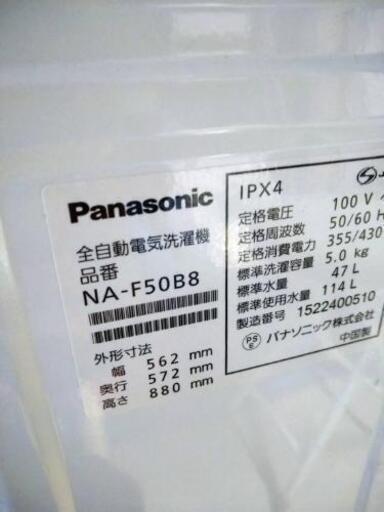 Panasonic
全自動電気洗濯機
品番
NA-F50B8
外形寸法
幅 562 mm
奥行 572 mm
高さ 880 mm
IPX4
定格電圧 100 V
定格周波数 50/60 H
定格消費電力 355/430
標準洗濯容量 5.0 kg
標準水量 47 L
標準使用水量 114 L
製造番号 1522400510
PS E パナソニック株式会社
中国製